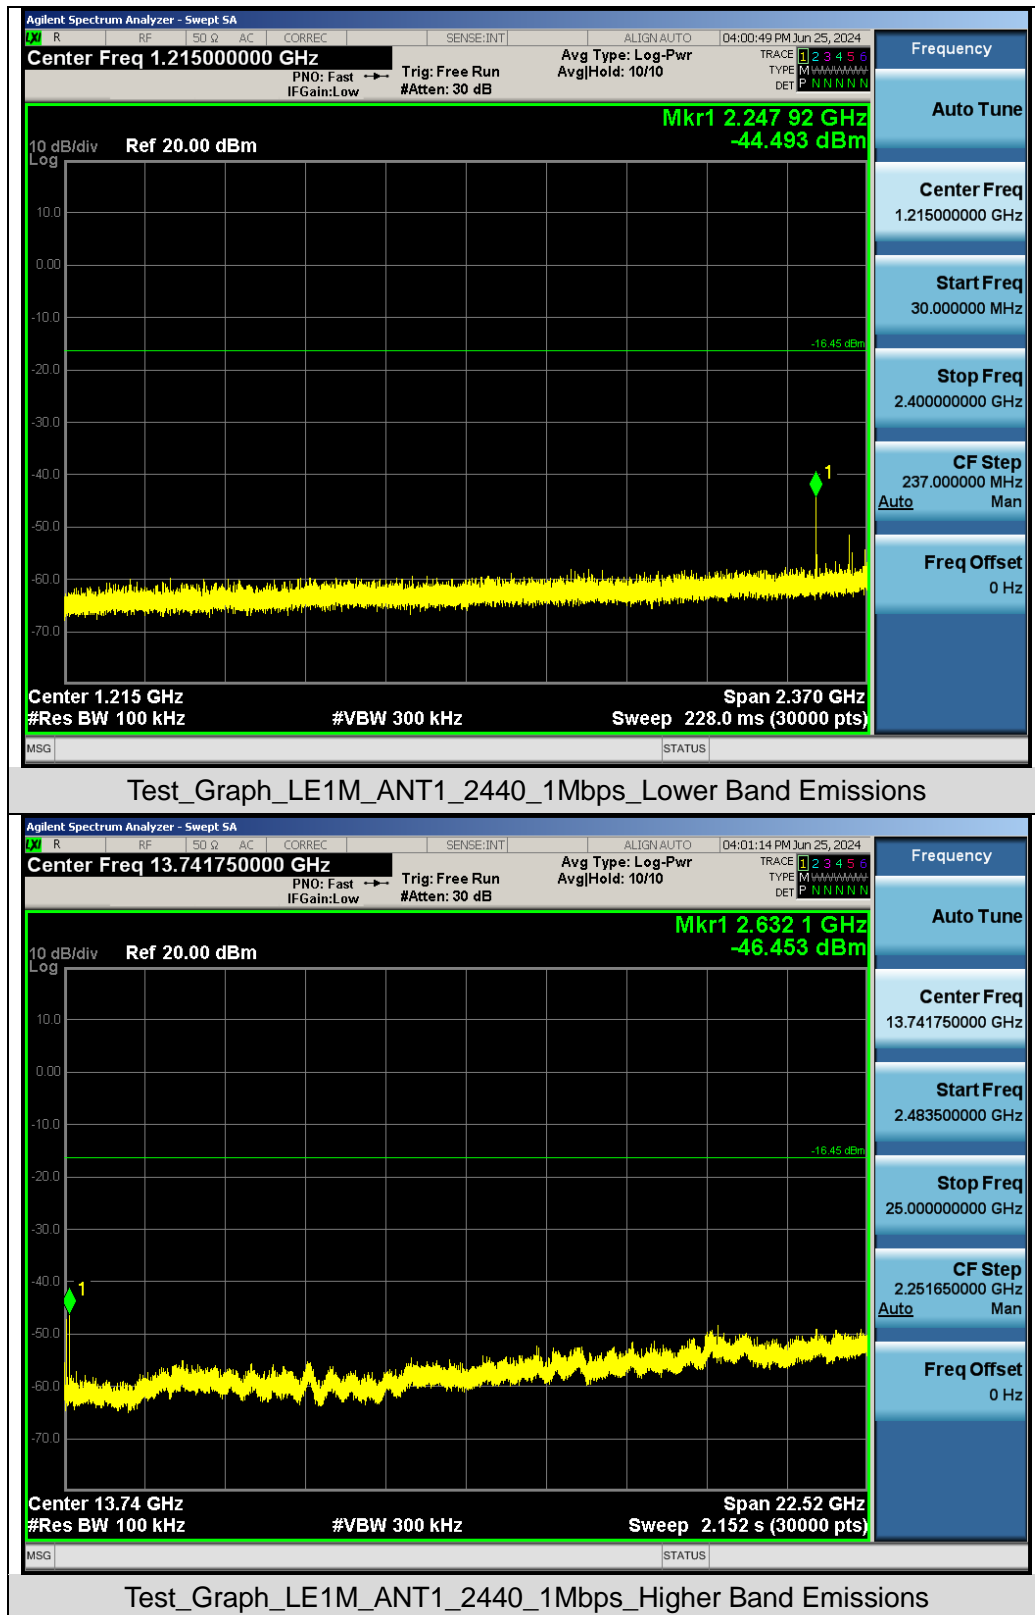 Agilent Spectrum Analyzer - Swept SA
LXI R RF 50 Ω AC CORREC SENSE:INT ALIGN AUTO 04:00:49 PM Jun 25, 2024
Center Freq 1.215000000 GHz
PNO: Fast
IFGain:Low
Trig: Free Run
#Atten: 30 dB
Avg Type: Log-Pwr
Avg|Hold: 10/10
TRACE 1 2 3 4 5 6
TYPE M
DET P N N N N N
Mkr1 2.247 92 GHz
-44.493 dBm
10 dB/div Ref 20.00 dBm
Log
10.0
0.00
-10.0
-16.45 dBm
-20.0
-30.0
-40.0
1
-50.0
-60.0
-70.0
Center 1.215 GHz Span 2.370 GHz
#Res BW 100 kHz #VBW 300 kHz Sweep 228.0 ms (30000 pts)
MSG STATUS
Frequency
Auto Tune
Center Freq
1.215000000 GHz
Start Freq
30.000000 MHz
Stop Freq
2.400000000 GHz
CF Step
237.000000 MHz
Auto Man
Freq Offset
0 Hz
Test_Graph_LE1M_ANT1_2440_1Mbps_Lower Band Emissions
Agilent Spectrum Analyzer - Swept SA
LXI R RF 50 Ω AC CORREC SENSE:INT ALIGN AUTO 04:01:14 PM Jun 25, 2024
Center Freq 13.741750000 GHz
PNO: Fast
IFGain:Low
Trig: Free Run
#Atten: 30 dB
Avg Type: Log-Pwr
Avg|Hold: 10/10
TRACE 1 2 3 4 5 6
TYPE M
DET P N N N N N
Mkr1 2.632 1 GHz
-46.453 dBm
10 dB/div Ref 20.00 dBm
Log
10.0
0.00
-10.0
-16.45 dBm
-20.0
-30.0
-40.0
1
-50.0
-60.0
-70.0
Center 13.74 GHz Span 22.52 GHz
#Res BW 100 kHz #VBW 300 kHz Sweep 2.152 s (30000 pts)
MSG STATUS
Frequency
Auto Tune
Center Freq
13.741750000 GHz
Start Freq
2.483500000 GHz
Stop Freq
25.000000000 GHz
CF Step
2.251650000 GHz
Auto Man
Freq Offset
0 Hz
Test_Graph_LE1M_ANT1_2440_1Mbps_Higher Band Emissions